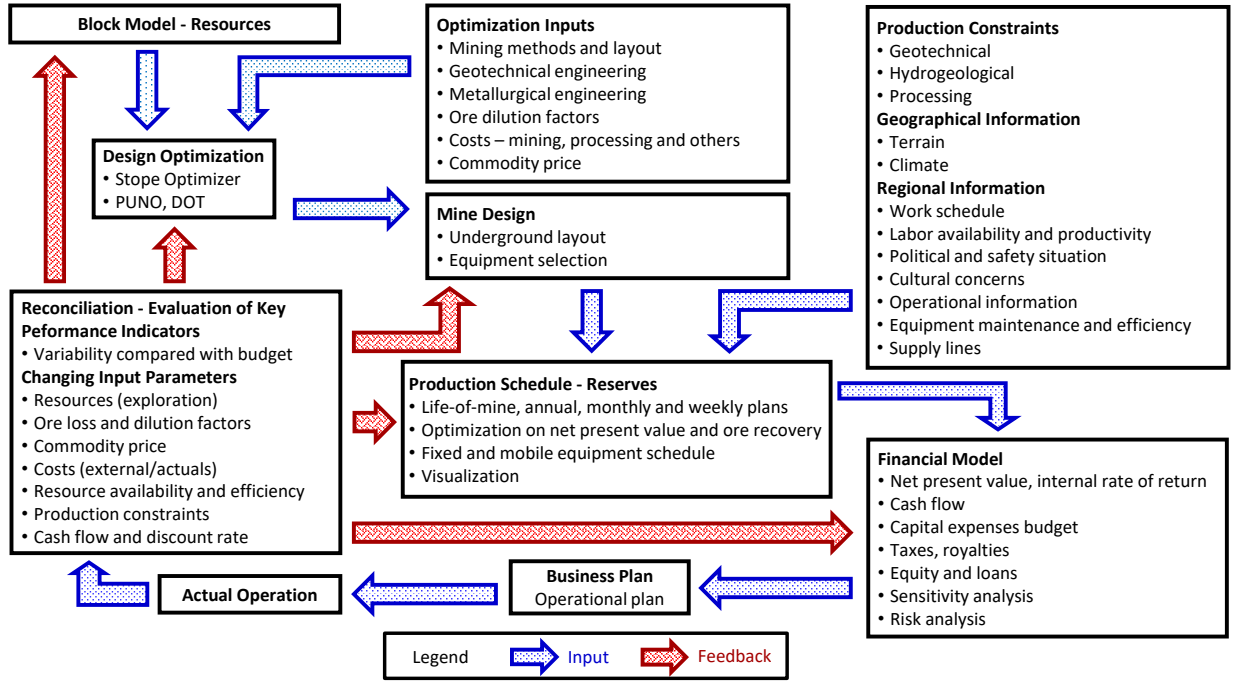 Block Model - Resources
Optimization Inputs
• Mining methods and layout
• Geotechnical engineering
• Metallurgical engineering
• Ore dilution factors
• Costs – mining, processing and others
• Commodity price
Production Constraints
• Geotechnical
• Hydrogeological
• Processing
Geographical Information
• Terrain
• Climate
Regional Information
• Work schedule
• Labor availability and productivity
• Political and safety situation
• Cultural concerns
• Operational information
• Equipment maintenance and efficiency
• Supply lines
Design Optimization
• Stope Optimizer
• PUNO, DOT
Mine Design
• Underground layout
• Equipment selection
Reconciliation - Evaluation of Key
Peformance Indicators
• Variability compared with budget
Changing Input Parameters
• Resources (exploration)
• Ore loss and dilution factors
• Commodity price
• Costs (external/actuals)
• Resource availability and efficiency
• Production constraints
• Cash flow and discount rate
Production Schedule - Reserves
• Life-of-mine, annual, monthly and weekly plans
• Optimization on net present value and ore recovery
• Fixed and mobile equipment schedule
• Visualization
Financial Model
• Net present value, internal rate of return
• Cash flow
• Capital expenses budget
• Taxes, royalties
• Equity and loans
• Sensitivity analysis
• Risk analysis
Business Plan
Operational plan
Actual Operation
Legend
Input
Feedback